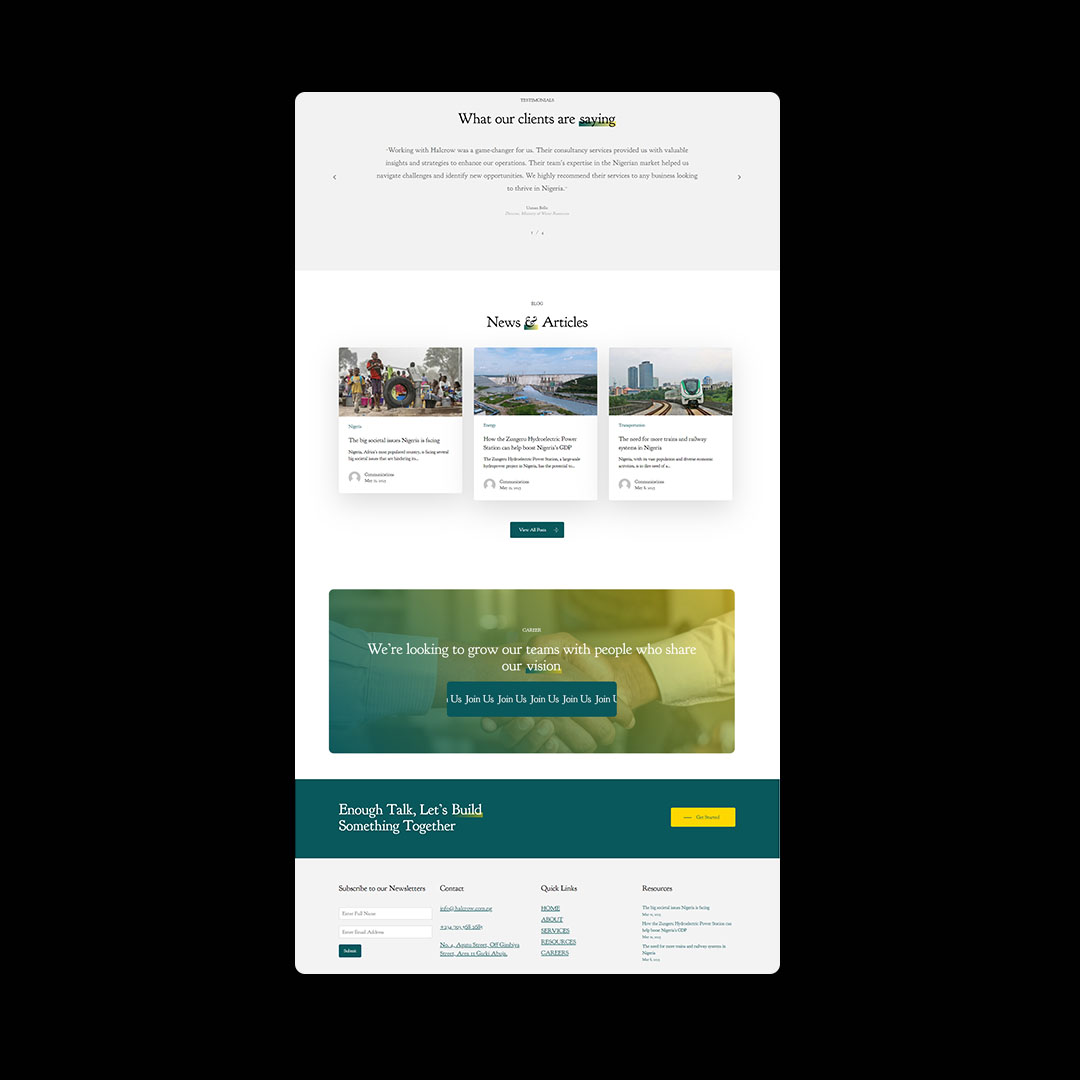 TESTIMONIALS
What our clients are saying
"Working with Halcrow was a game-changer for us. Their consultancy services provided us with valuable
insights and strategies to enhance our operations. Their team's expertise in the Nigerian market helped us
navigate challenges and identify new opportunities. We highly recommend their services to any business looking
to thrive in Nigeria."
Usman Bello
Director, Ministry of Water Resources
1 / 4
BLOG
News & Articles
Nigeria
The big societal issues Nigeria is facing
Nigeria, Africa's most populated country, is facing several
big societal issues that are hindering its...
Communications
May
Energy
How the Zungeru Hydroelectric Power
Station can help boost Nigeria's GDP
The Zungeru Hydroelectric Power Station, a large-scale
hydropower project in Nigeria, has the potential to...
Communications
May
Transportation
The need for more trains and railway
systems in Nigeria
Nigeria, with its vast population and diverse economic
activities, is in dire need of a...
Communications
May 8, 2023
View All Posts
CAREER
We're looking to grow our teams with people who share
our vision
Us Join Us Join Us Join Us Join Us Join U
Enough Talk, Let's Build
Something Together
Get Started
Subscribe to our Newsletters
Enter Full Name
Enter Email Address
Submit
Contact
info@halcrow.com.ng
No. 4, Agatu Street, Off Gimbiya
Street, Area 11 Garki Abuja.
Quick Links
HOME
ABOUT
SERVICES
RESOURCES
CAREERS
Resources
The big societal issues Nigeria is facing
May
How the Zungeru Hydroelectric Power Station can
help boost Nigeria's GDP
May
The need for more trains and railway systems in
Nigeria
May 8, 2023